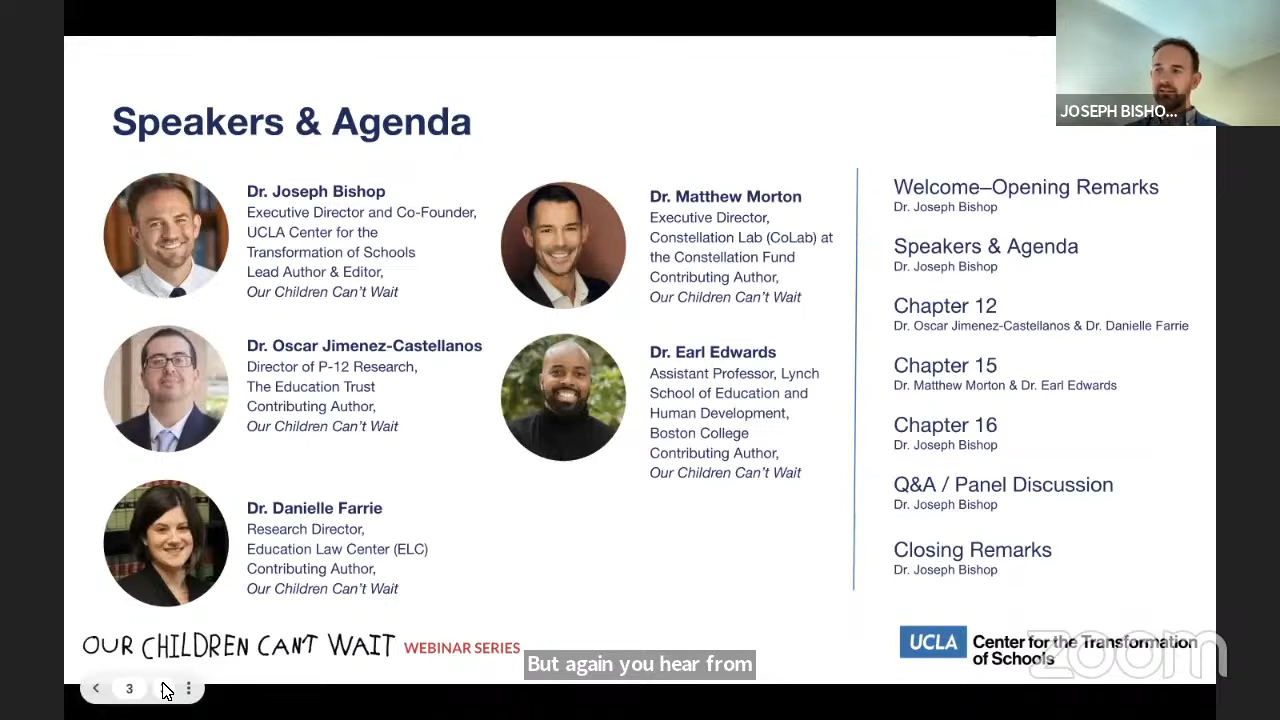 JOSEPH BISHO...
Speakers & Agenda
Dr. Joseph Bishop
Executive Director and Co-Founder,
UCLA Center for the
Transformation of Schools
Lead Author & Editor,
Our Children Can't Wait
Dr. Oscar Jimenez-Castellanos
Director of P-12 Research,
The Education Trust
Contributing Author,
Our Children Can't Wait
Dr. Danielle Farrie
Research Director,
Education Law Center (ELC)
Contributing Author,
Our Children Can't Wait
Dr. Matthew Morton
Executive Director,
Constellation Lab (CoLab) at
the Constellation Fund
Contributing Author,
Our Children Can't Wait
Dr. Earl Edwards
Assistant Professor, Lynch
School of Education and
Human Development,
Boston College
Contributing Author,
Our Children Can't Wait
Welcome–Opening Remarks
Dr. Joseph Bishop
Speakers & Agenda
Dr. Joseph Bishop
Chapter 12
Dr. Oscar Jimenez-Castellanos & Dr. Danielle Farrie
Chapter 15
Dr. Matthew Morton & Dr. Earl Edwards
Chapter 16
Dr. Joseph Bishop
Q&A / Panel Discussion
Dr. Joseph Bishop
Closing Remarks
Dr. Joseph Bishop
OUR CHILDREN CAN'T WAIT WEBINAR SERIES
UCLA Center for the Transformation
of Schools
zoom
But again you hear from
3